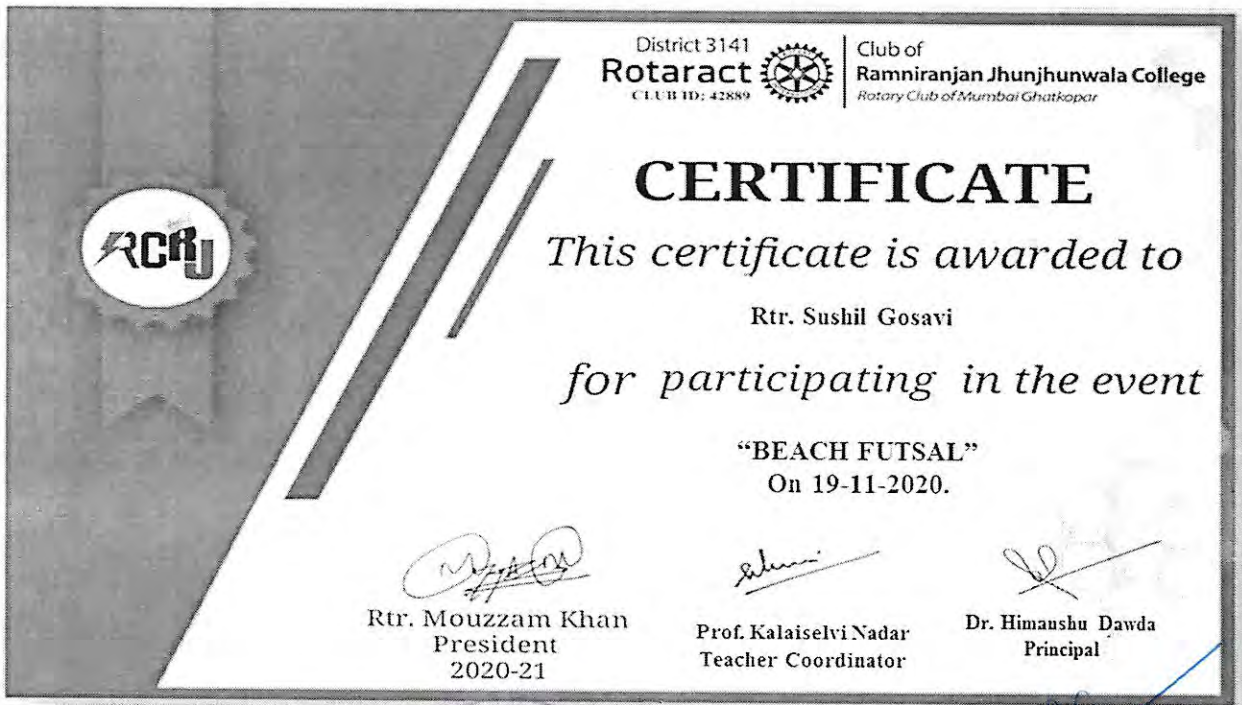 District 3141
Rotaract
CLUB ID: 42889
Club of
Ramniranjan Jhunjhunwala College
Rotary Club of Mumbai Ghatkopar
RCRJ
CERTIFICATE
This certificate is awarded to
Rtr. Sushil Gosavi
for participating in the event
“BEACH FUTSAL”
On 19-11-2020.
Rtr. Mouzzam Khan
President
2020-21
Prof. Kalaiselvi Nadar
Teacher Coordinator
Dr. Himanshu Dawda
Principal